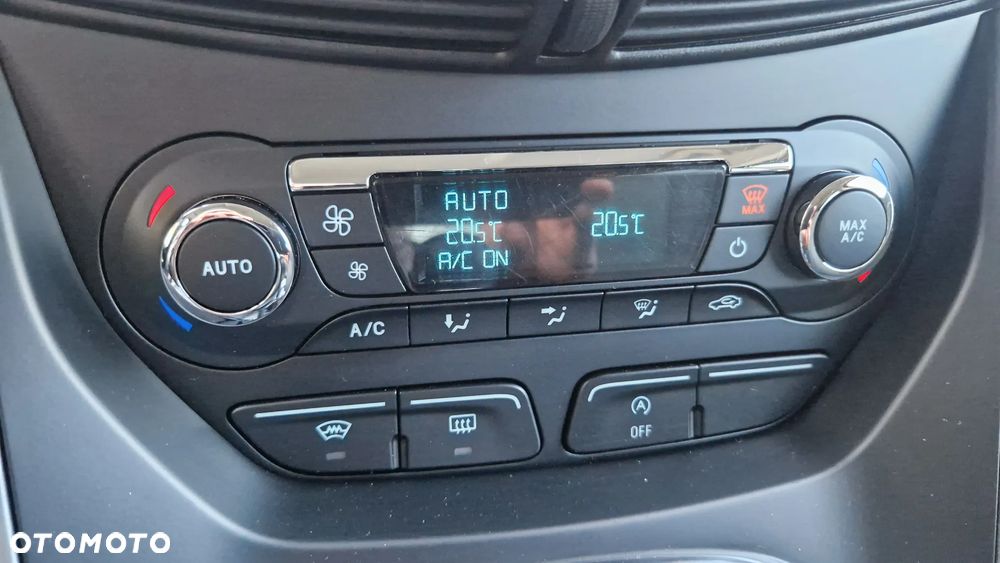 AUTO
20.5°C
20.5°C
A/C ON
MAX
MAX
A/C
AUTO
A/C
OFF
OTOMOTO